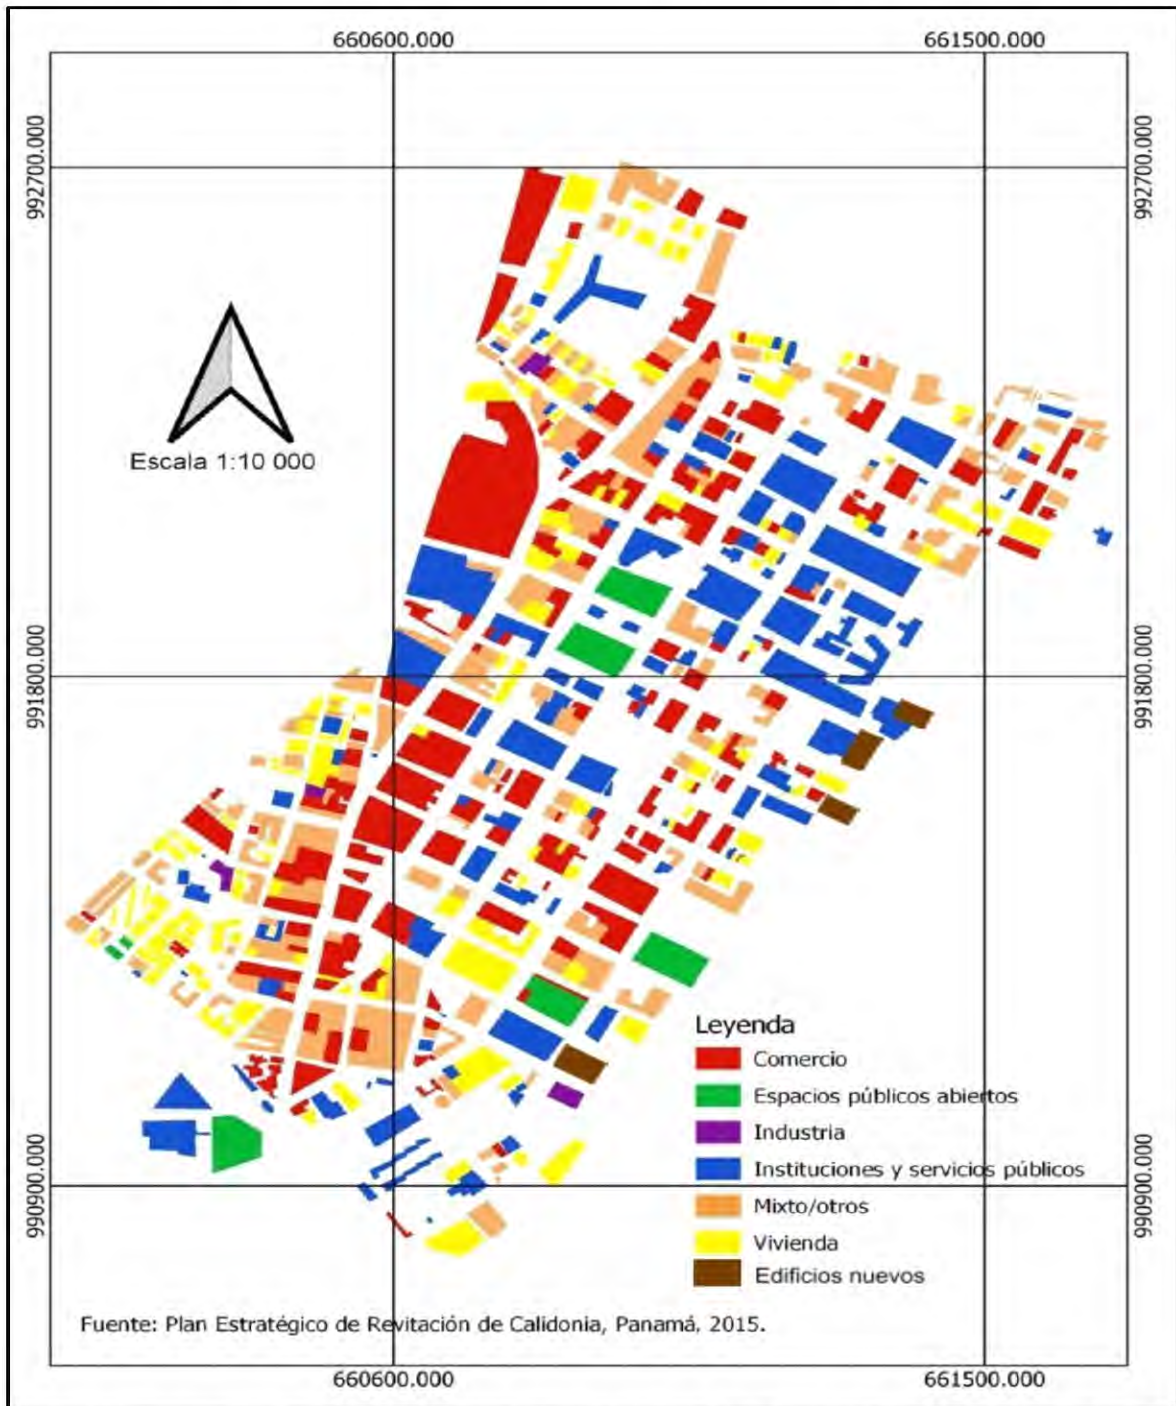 660600.000
661500.000
992700.000
992700.000
Escala 1:10 000
991800.000
991800.000
Leyenda
Comercio
Espacios públicos abiertos
Industria
Instituciones y servicios públicos
Mixto/otros
Vivienda
Edificios nuevos
990900.000
990900.000
Fuente: Plan Estratégico de Revitación de Calidonia, Panamá, 2015.
660600.000
661500.000